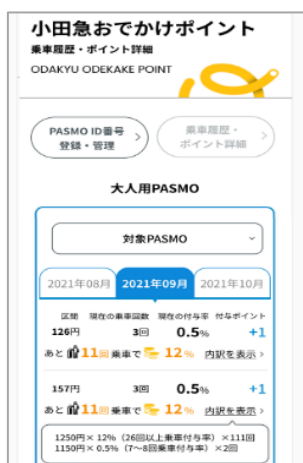 小田急おでかけポイント
乗車履歴・ポイント詳細
ODAKYU ODEKAKE POINT
PASMO ID番号
登録・管理
乗車履歴・
ポイント詳細
大人用PASMO
対象PASMO
2021年08月 2021年09月 2021年10月
区間 現在の乗車回数 現在の付与率 付与ポイント
126円 3回 0.5% +1
あと11回乗車で12% 内訳を表示
157円 3回 0.5% +1
あと11回乗車で12% 内訳を表示
1250円×12%(26回以上乗車付与率)×111回
1150円×0.5%(7〜8回乗車付与率)×2回